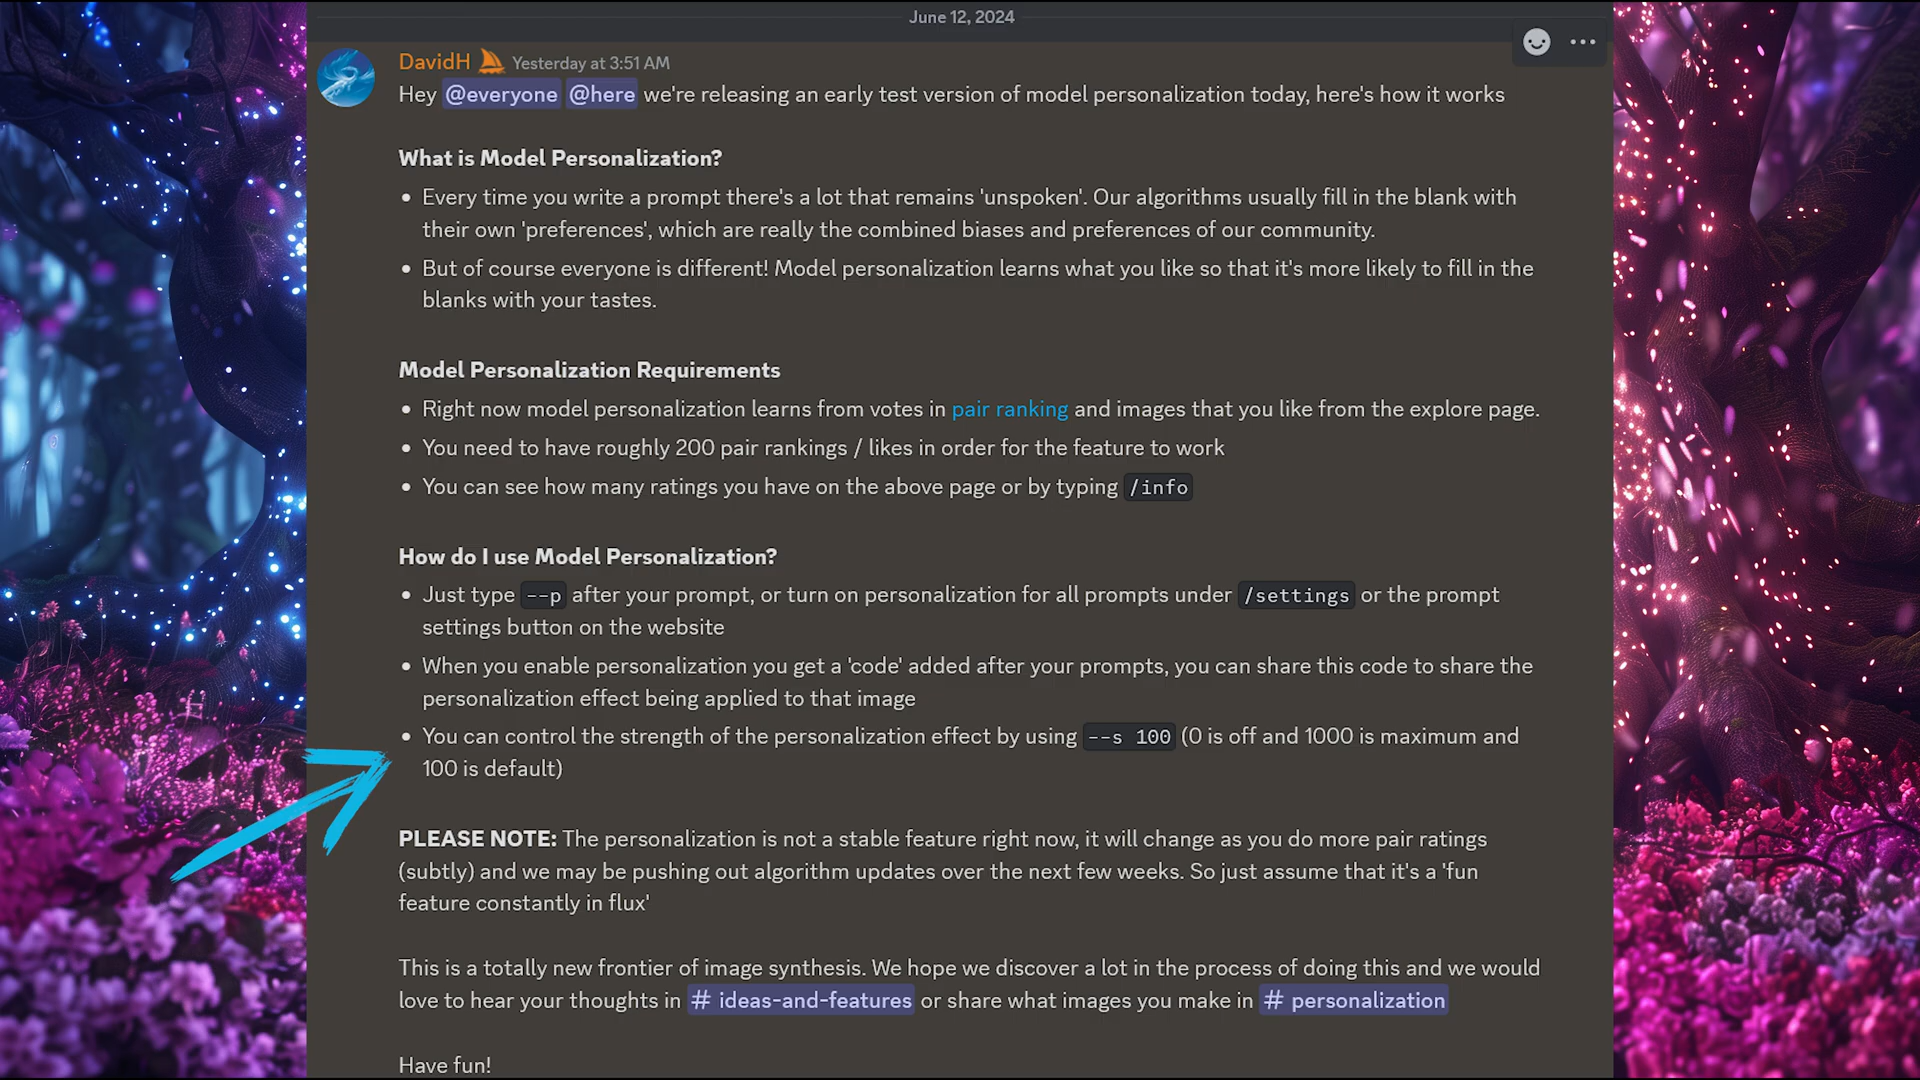 June 12, 2024
DavidH Yesterday at 3:51 AM
Hey @everyone @here we're releasing an early test version of model personalization today, here's how it works
What is Model Personalization?
• Every time you write a prompt there's a lot that remains 'unspoken'. Our algorithms usually fill in the blank with
their own 'preferences', which are really the combined biases and preferences of our community.
• But of course everyone is different! Model personalization learns what you like so that it's more likely to fill in the
blanks with your tastes.
Model Personalization Requirements
• Right now model personalization learns from votes in pair ranking and images that you like from the explore page.
• You need to have roughly 200 pair rankings / likes in order for the feature to work
• You can see how many ratings you have on the above page or by typing /info
How do I use Model Personalization?
• Just type --p after your prompt, or turn on personalization for all prompts under /settings or the prompt
settings button on the website
• When you enable personalization you get a 'code' added after your prompts, you can share this code to share the
personalization effect being applied to that image
• You can control the strength of the personalization effect by using --s 100 (0 is off and 1000 is maximum and
100 is default)
PLEASE NOTE: The personalization is not a stable feature right now, it will change as you do more pair ratings
(subtly) and we may be pushing out algorithm updates over the next few weeks. So just assume that it's a 'fun
feature constantly in flux'
This is a totally new frontier of image synthesis. We hope we discover a lot in the process of doing this and we would
love to hear your thoughts in # ideas-and-features or share what images you make in # personalization
Have fun!